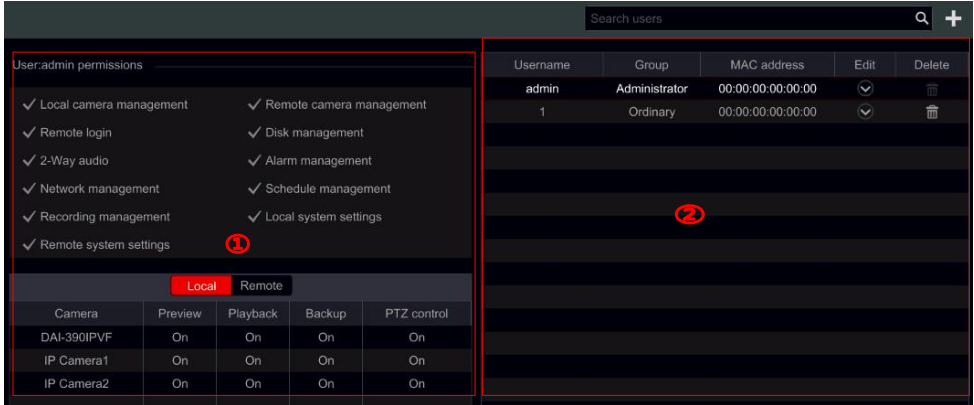 Search users
User:admin permissions
Local camera management Remote camera management
Remote login Disk management
2-Way audio Alarm management
Network management Schedule management
Recording management Local system settings
Remote system settings
①
Local Remote
Camera Preview Playback Backup PTZ control
DAI-390IPVF On On On On
IP Camera1 On On On On
IP Camera2 On On On On
Username Group MAC address Edit Delete
admin Administrator 00:00:00:00:00:00
1 Ordinary 00:00:00:00:00:00
②